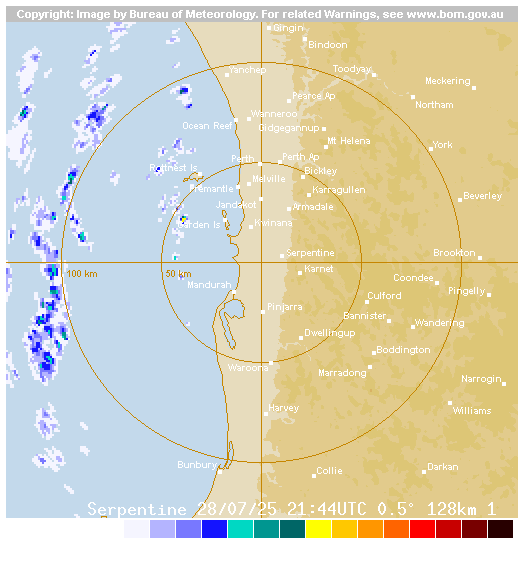 Copyright: Image by Bureau of Meteorology. For related Warnings, see www.bom.gov.au
Gingin
Bindoon
Yanchep
Toodyay
Meckering
Pearce Ap
Northam
Wanneroo
Ocean Reef
Gidgegannup
Mt Helena
York
Perth
Perth Ap
Rottnest Is
Bickley
Melville
Fremantle
Karragullen
Beverley
Jandakot
Armadale
Garden Is
Kwinana
Serpentine
Brookton
Karnet
100 km
50 km
Coondee
Mandurah
Pingelly
Culford
Pinjarra
Bannister
Wandering
Dwellingup
Boddington
Waroona
Marradong
Narrogin
Harvey
Williams
Bunbury
Collie
Darkan
Serpentine 28/07/25 21:44UTC 0.5° 128km 1